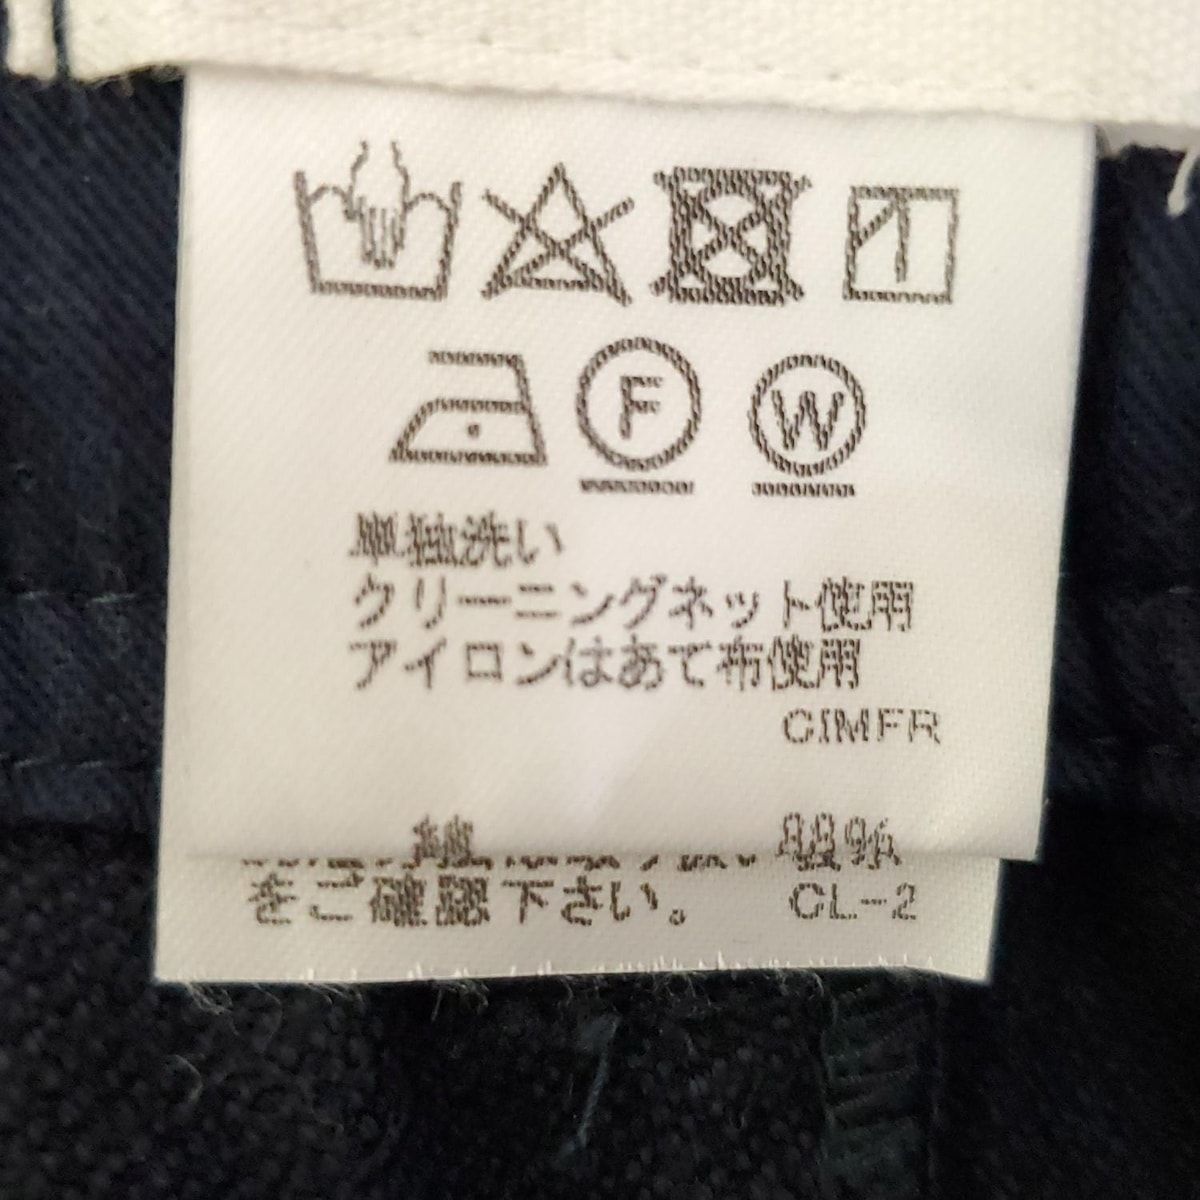 F W
単独洗い
クリーニングネット使用
アイロンはあて布使用
CIMFR
をご確認下さい。 CL-2